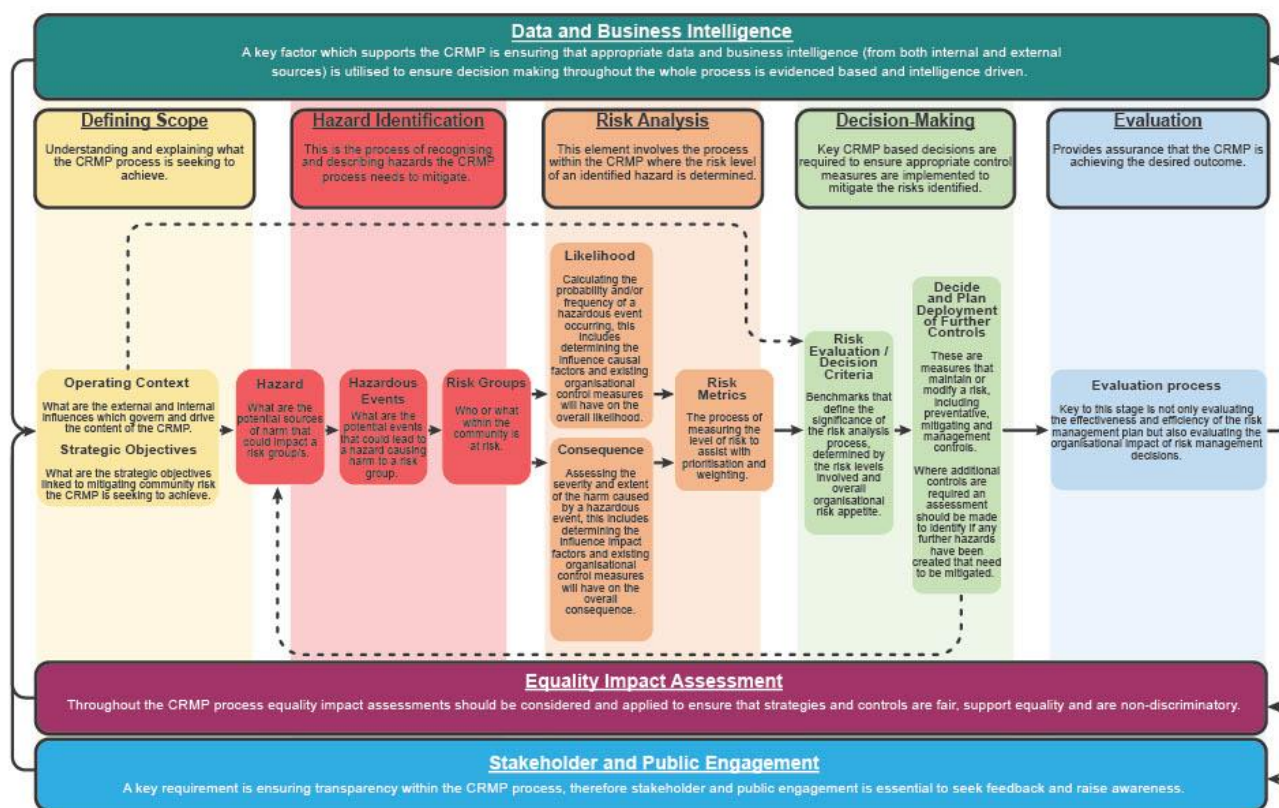 Data and Business Intelligence
A key factor which supports the CRMP is ensuring that appropriate data and business intelligence (from both internal and external
sources) is utilised to ensure decision making throughout the whole process is evidenced based and intelligence driven.
Defining Scope
Understanding and explaining what
the CRMP process is seeking to
achieve.
Hazard Identification
This is the process of recognising
and describing hazards the CRMP
process needs to mitigate.
Risk Analysis
This element involves the process
within the CRMP where the risk level
of an identified hazard is determined.
Decision-Making
Key CRMP based decisions are
required to ensure appropriate control
measures are implemented to
mitigate the risks identified.
Evaluation
Provides assurance that the CRMP is
achieving the desired outcome.
Operating Context
What are the external and internal
influences which govern and drive
the content of the CRMP.
Strategic Objectives
What are the strategic objectives
linked to mitigating community risk
the CRMP is seeking to achieve.
Hazard
What are the
potential sources
of harm that
could impact a
risk group/s.
Hazardous
Events
What are the
potential events
that could lead to
a hazard causing
harm to a risk
group.
Risk Groups
Who or what
within the
community is
at risk.
Likelihood
Calculating the
probability and/or
frequency of a
hazardous event
occurring, this
includes
determining the
influence causal
factors and existing
organisational
control measures
will have on the
overall likelihood.
Consequence
Assessing the
severity and extent
of the harm caused
by a hazardous
event, this includes
determining the
influence impact
factors and existing
organisational
control measures
will have on the
overall
consequence.
Risk
Metrics
The process of
measuring the
level of risk to
assist with
prioritisation and
weighting.
Risk
Evaluation /
Decision
Criteria
Benchmarks that
define the
significance of
the risk analysis
process,
determined by
the risk levels
involved and
overall
organisational
risk appetite.
Decide and
Plan
Deployment
of Further
Controls
These are
measures that
maintain or
modify a risk,
including
preventative,
mitigating and
management
controls.
Where additional
controls are
required an
assessment
should be made
to identify if any
further hazards
have been
created that need
to be mitigated.
Evaluation process
Key to this stage is not only evaluating
the effectiveness and efficiency of the risk
management plan but also evaluating the
organisational impact of risk management
decisions.
Equality Impact Assessment
Throughout the CRMP process equality impact assessments should be considered and applied to ensure that strategies and controls are fair, support equality and are non-discriminatory.
Stakeholder and Public Engagement
A key requirement is ensuring transparency within the CRMP process, therefore stakeholder and public engagement is essential to seek feedback and raise awareness.